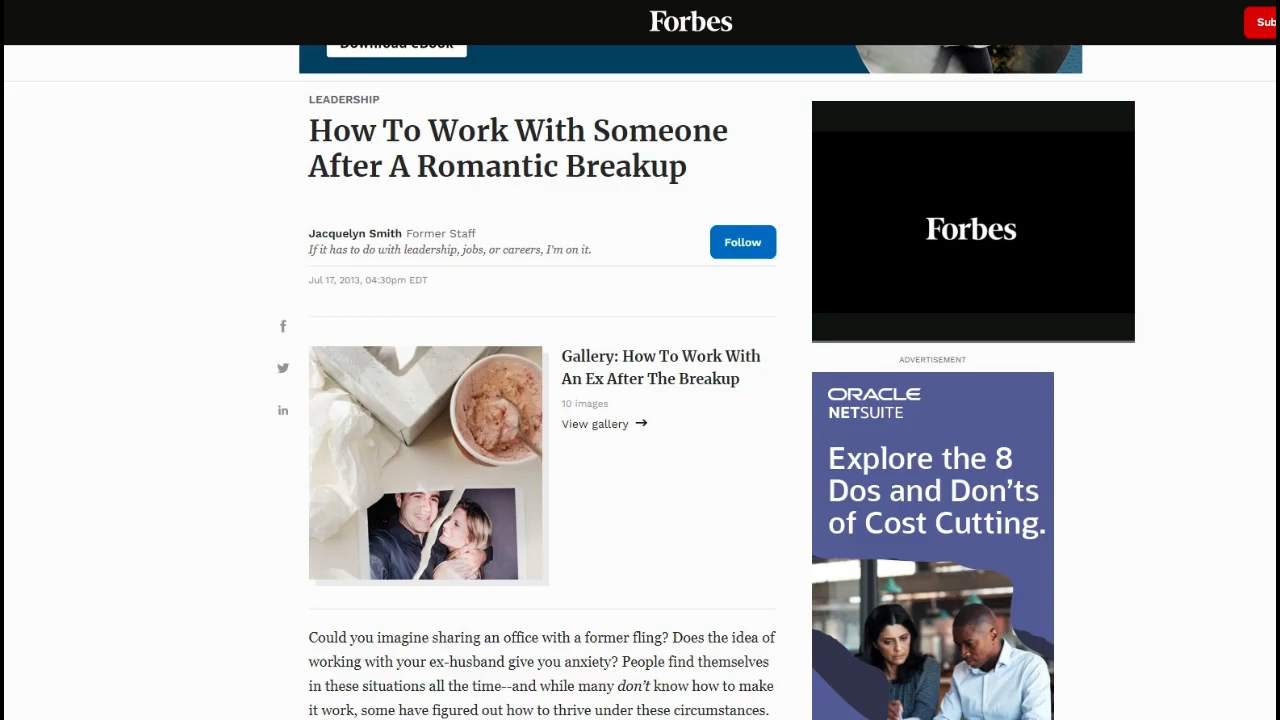 Forbes
Sub
Download eBook
LEADERSHIP
How To Work With Someone
After A Romantic Breakup
Jacquelyn Smith Former Staff
If it has to do with leadership, jobs, or careers, I'm on it.
Follow
Jul 17, 2013, 04:30pm EDT
Gallery: How To Work With
An Ex After The Breakup
10 images
View gallery →
Could you imagine sharing an office with a former fling? Does the idea of
working with your ex-husband give you anxiety? People find themselves
in these situations all the time--and while many don't know how to make
it work, some have figured out how to thrive under these circumstances.
Forbes
ADVERTISEMENT
ORACLE
NETSUITE
Explore the 8
Dos and Don'ts
of Cost Cutting.